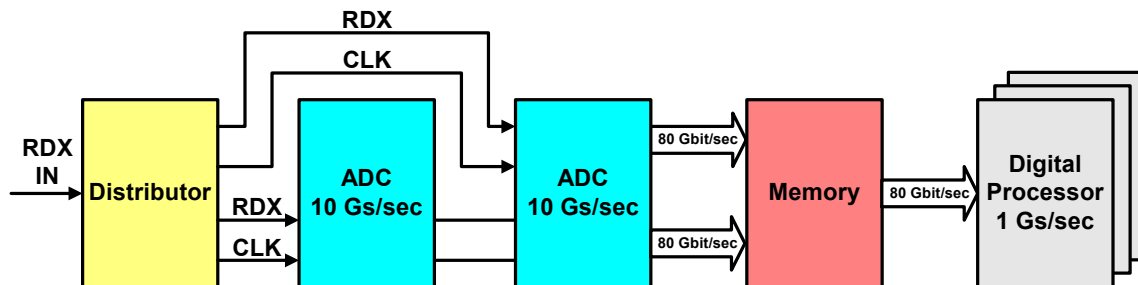 RDX
CLK
RDX
IN
Distributor
RDX
CLK
ADC
10 Gs/sec
ADC
10 Gs/sec
80 Gbit/sec
80 Gbit/sec
Memory
80 Gbit/sec
Digital
Processor
1 Gs/sec